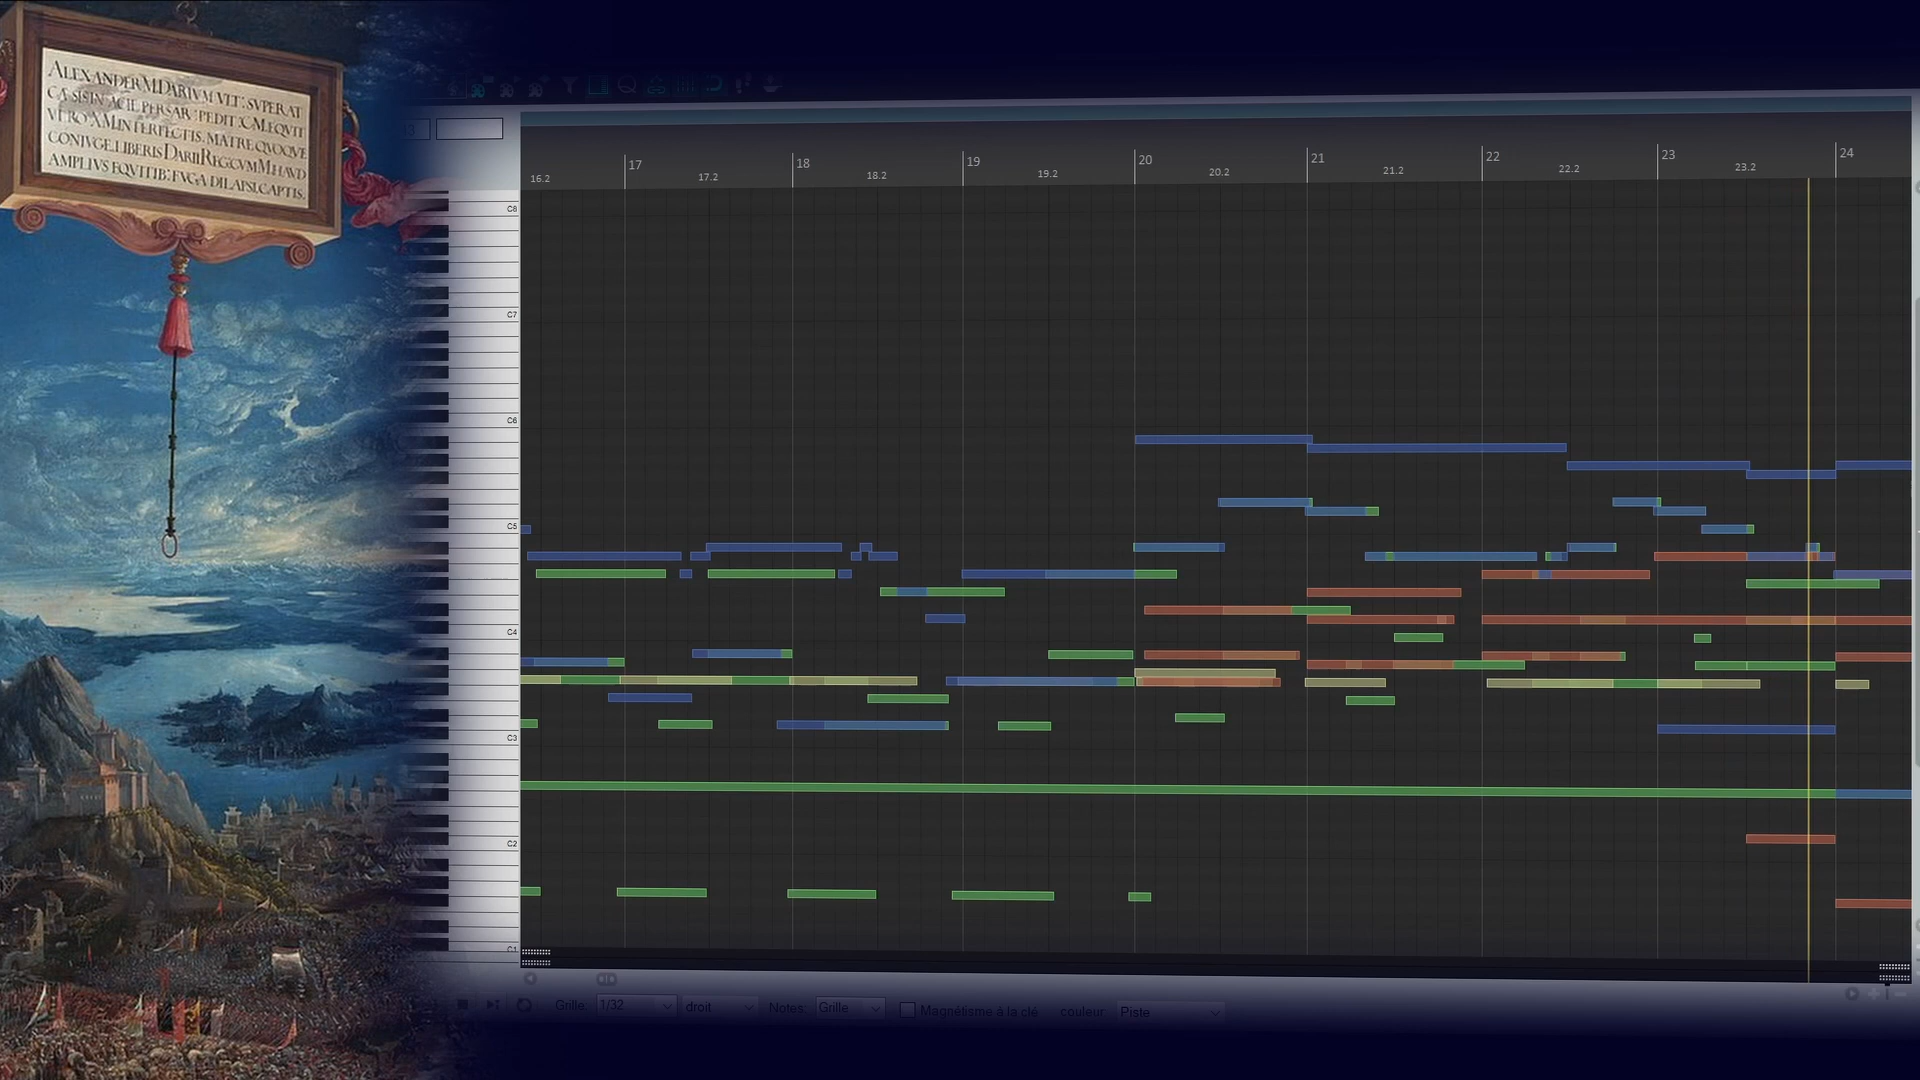 ALEXANDER M.DARIVM VLT: SVPERAT
CÆSIS IN ACIE PERSAR: PEDIT: CM. EQVIT
VERO X M. INTERFECTIS. MATRE QVOQVE
CONIVGE. LIBERIS DARII REG: CVM M. HAVD
AMPLIVS EQVITIB: FVGA DILAPSI. CAPTIS.
17 18 19 20 21 22 23 24
16.2 17.2 18.2 19.2 20.2 21.2 22.2 23.2
C8
C7
C6
C5
C4
C3
C2
C1
Grille 1/32 droit Notes: Grille Magnétisme à la clé couleur: Piste